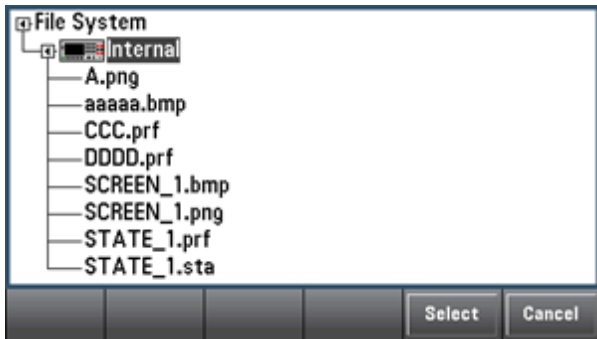 File System
Internal
A.png
aaaaa.bmp
CCC.prf
DDDD.prf
SCREEN_1.bmp
SCREEN_1.png
STATE_1.prf
STATE_1.sta
Select Cancel